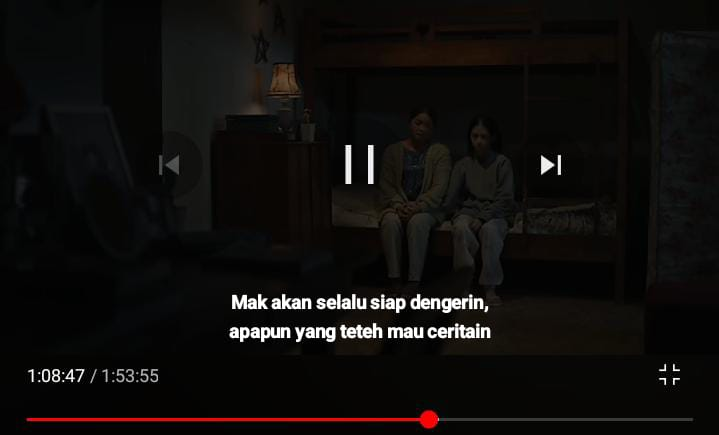 Mak akan selalu siap dengerin,
apapun yang teteh mau ceritain
1:08:47 / 1:53:55